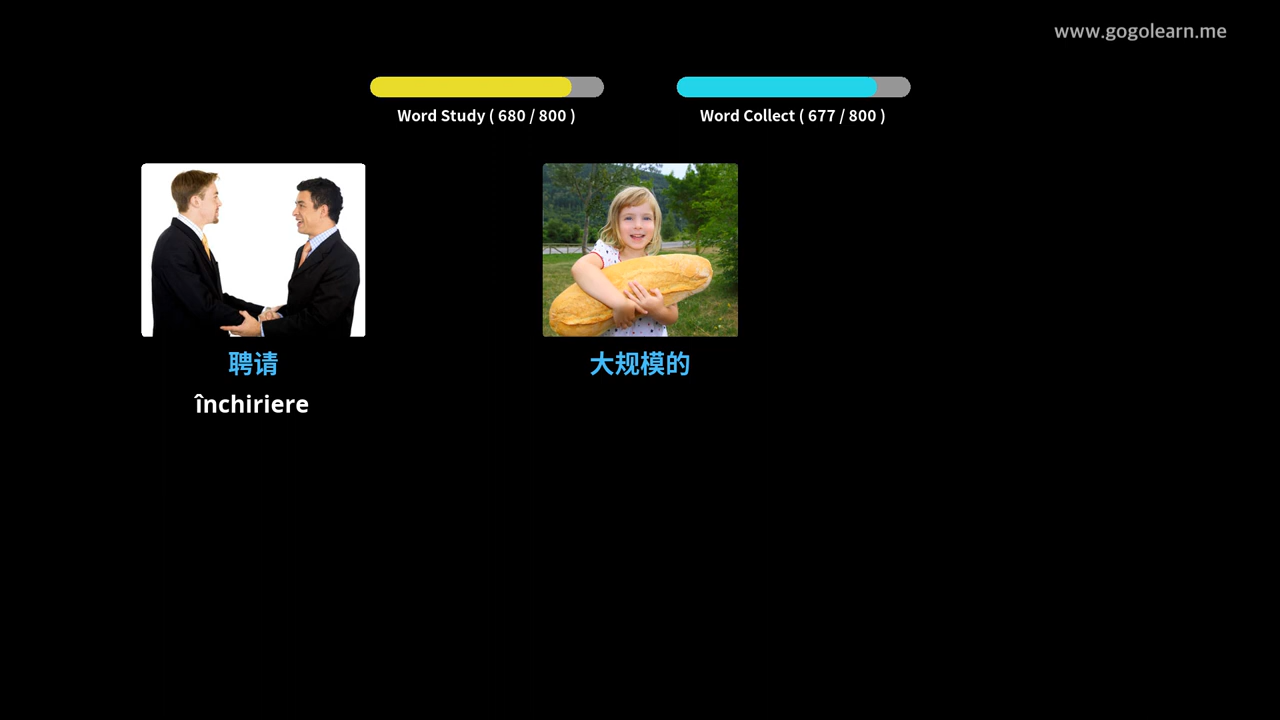 www.gogolearn.me
Word Study ( 680 / 800 )
Word Collect ( 677 / 800 )
聘请
大规模的
închiriere